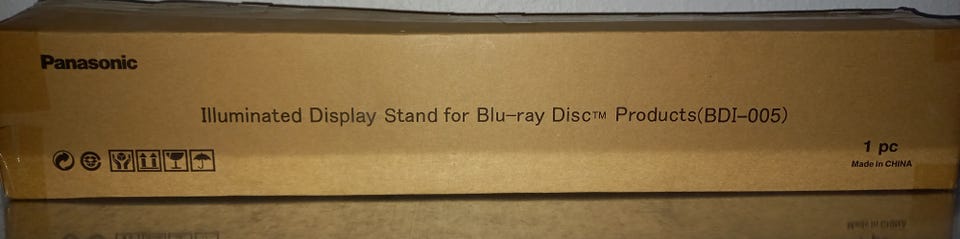 Panasonic
Illuminated Display Stand for Blu-ray Disc™ Products(BDI-005)
1 pc
Made in CHINA